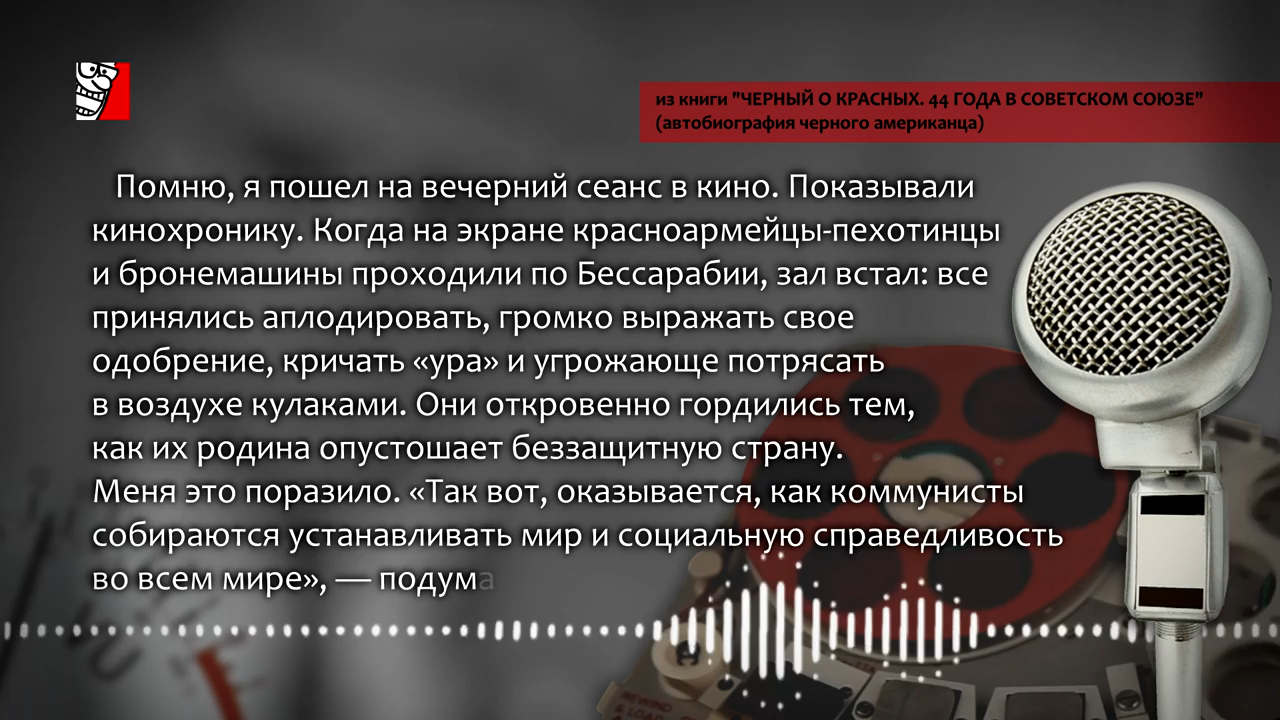 из книги "ЧЕРНЫЙ О КРАСНЫХ. 44 ГОДА В СОВЕТСКОМ СОЮЗЕ"
(автобиография черного американца)
Помню, я пошел на вечерний сеанс в кино. Показывали
кинохронику. Когда на экране красноармейцы-пехотинцы
и бронемашины проходили по Бессарабии, зал встал: все
принялись аплодировать, громко выражать свое
одобрение, кричать «ура» и угрожающе потрясать
в воздухе кулаками. Они откровенно гордились тем,
как их родина опустошает беззащитную страну.
Меня это поразило. «Так вот, оказывается, как коммунисты
собираются устанавливать мир и социальную справедливость
во всем мире», — подума
REWIND
& LOAD